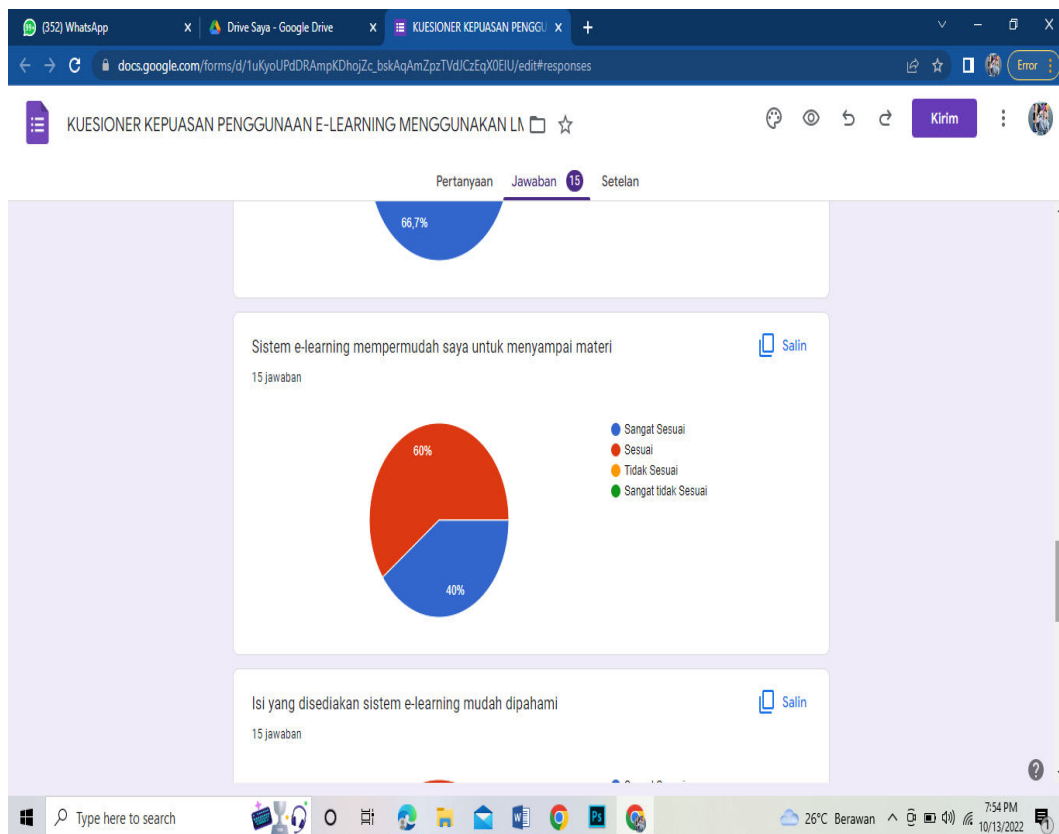 (352) WhatsApp
Drive Saya - Google Drive
KUESIONER KEPUASAN PENGGU
docs.google.com/forms/d/1uKyoUPdDRAmpKDhojZc_bskAqAmZpzTVdJCzEqX0EIU/edit#responses
Error
KUESIONER KEPUASAN PENGGUNAAN E-LEARNING MENGGUNAKAN
Kirim
Pertanyaan Jawaban 15 Setelan
66,7%
Sistem e-learning mempermudah saya untuk menyampai materi
Salin
15 jawaban
Sangat Sesuai
Sesuai
Tidak Sesuai
Sangat tidak Sesuai
60%
40%
Isi yang disediakan sistem e-learning mudah dipahami
Salin
15 jawaban
Type here to search
26°C Berawan
7:54 PM
10/13/2022